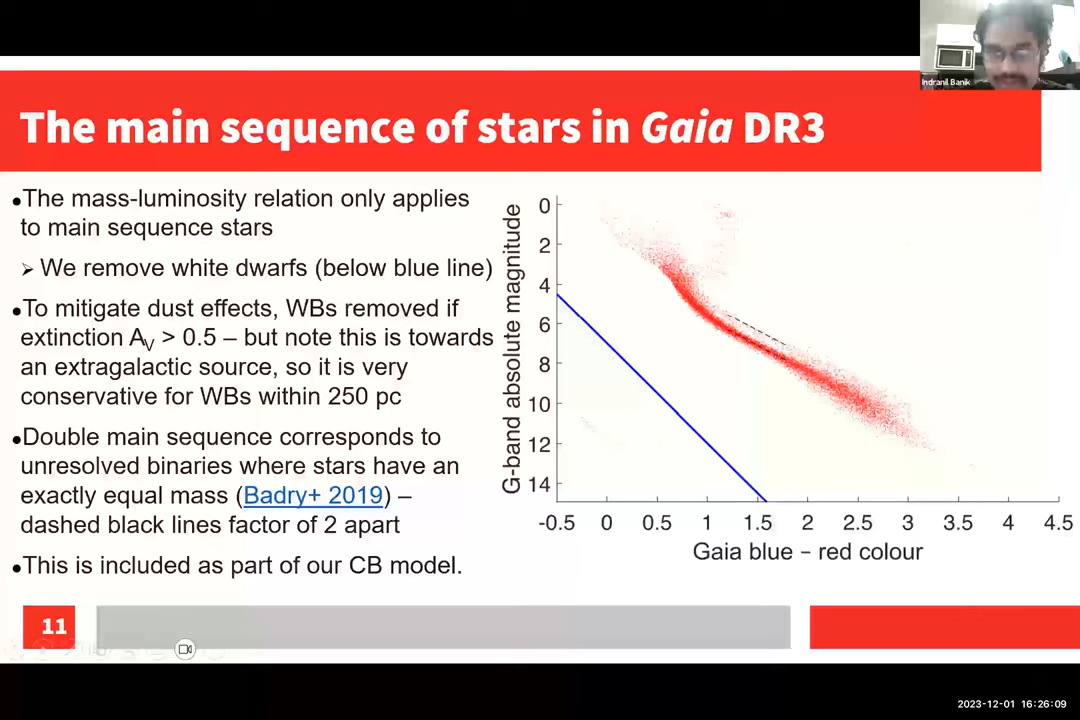 Indranil Banik
The main sequence of stars in Gaia DR3
●The mass-luminosity relation only applies
to main sequence stars
➢ We remove white dwarfs (below blue line)
●To mitigate dust effects, WBs removed if
extinction AV > 0.5 – but note this is towards
an extragalactic source, so it is very
conservative for WBs within 250 pc
●Double main sequence corresponds to
unresolved binaries where stars have an
exactly equal mass (Badry+ 2019) –
dashed black lines factor of 2 apart
●This is included as part of our CB model.
G-band absolute magnitude
0
2
4
6
8
10
12
14
-0.5 0 0.5 1 1.5 2 2.5 3 3.5 4 4.5
Gaia blue – red colour
11
2023-12-01 16:26:09